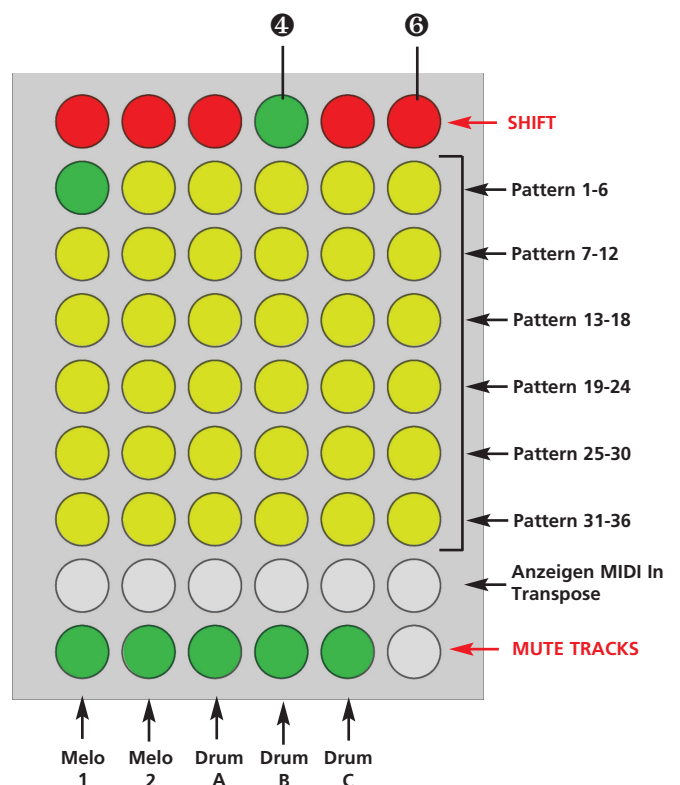 ❹ ❻
SHIFT
Pattern 1-6
Pattern 7-12
Pattern 13-18
Pattern 19-24
Pattern 25-30
Pattern 31-36
Anzeigen MIDI In
Transpose
MUTE TRACKS
Melo Melo Drum Drum Drum
1 2 A B C